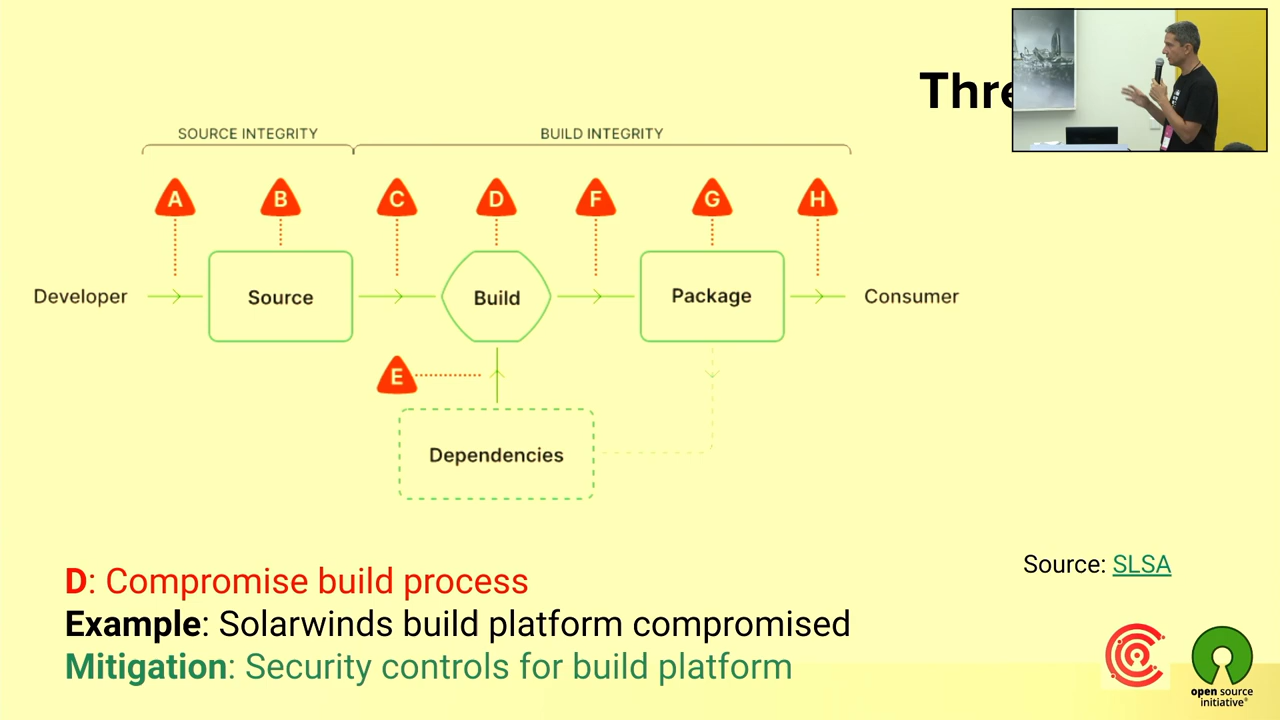 Thre
SOURCE INTEGRITY
BUILD INTEGRITY
A
B
C
D
F
G
H
Developer
Source
Build
Package
Consumer
E
Dependencies
D: Compromise build process
Example: Solarwinds build platform compromised
Mitigation: Security controls for build platform
Source: SLSA
open source
initiative®